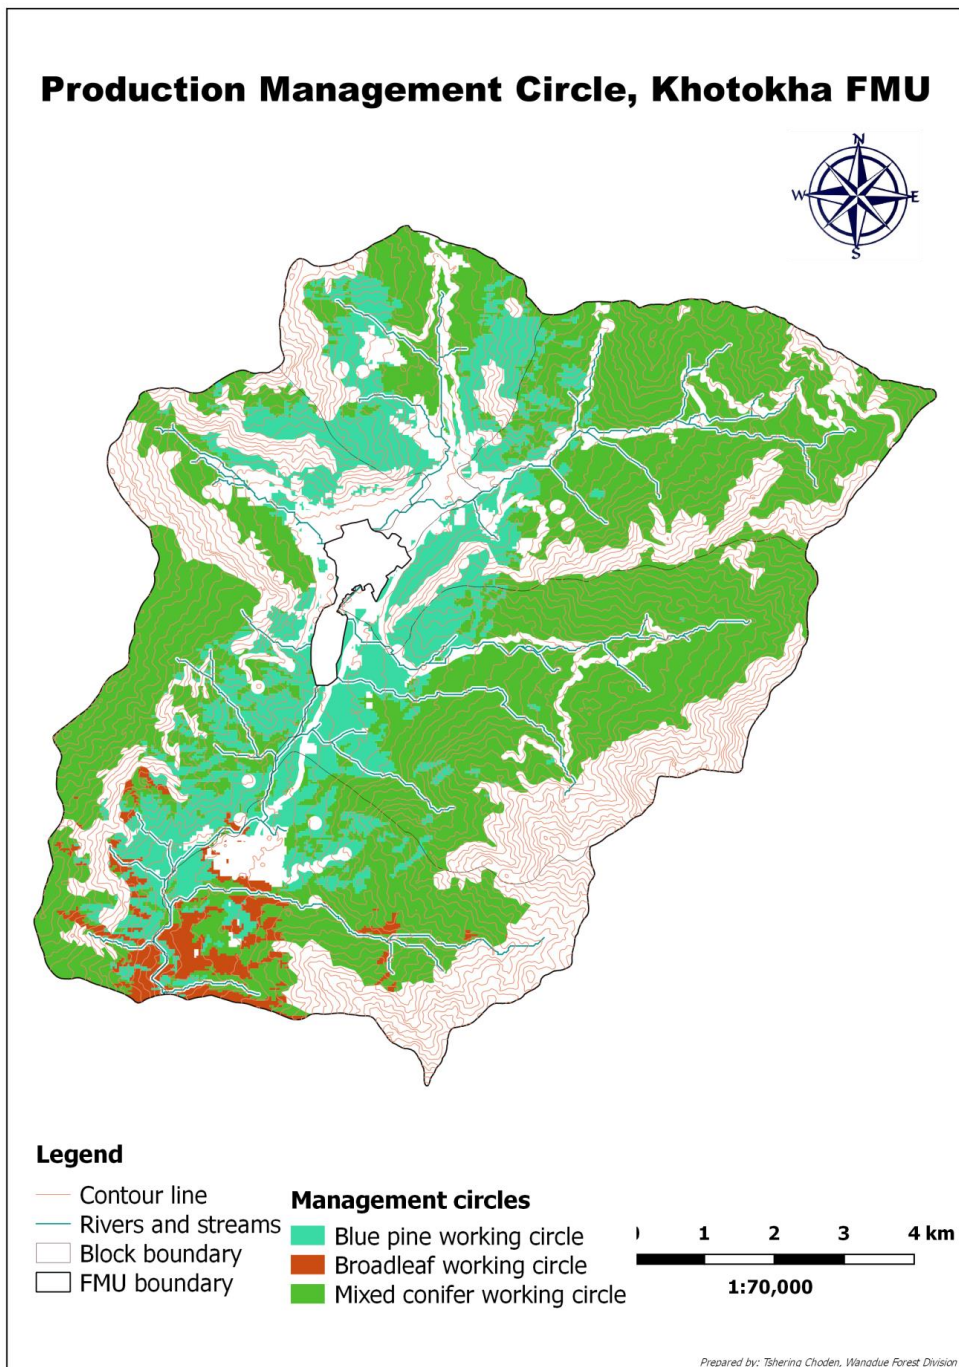 Production Management Circle, Khotokha FMU
N
W E
S
Legend
Contour line
Rivers and streams
Block boundary
FMU boundary
Management circles
Blue pine working circle
Broadleaf working circle
Mixed conifer working circle
1 2 3 4 km
1:70,000
Prepared by: Tshering Choden, Wangdue Forest Division